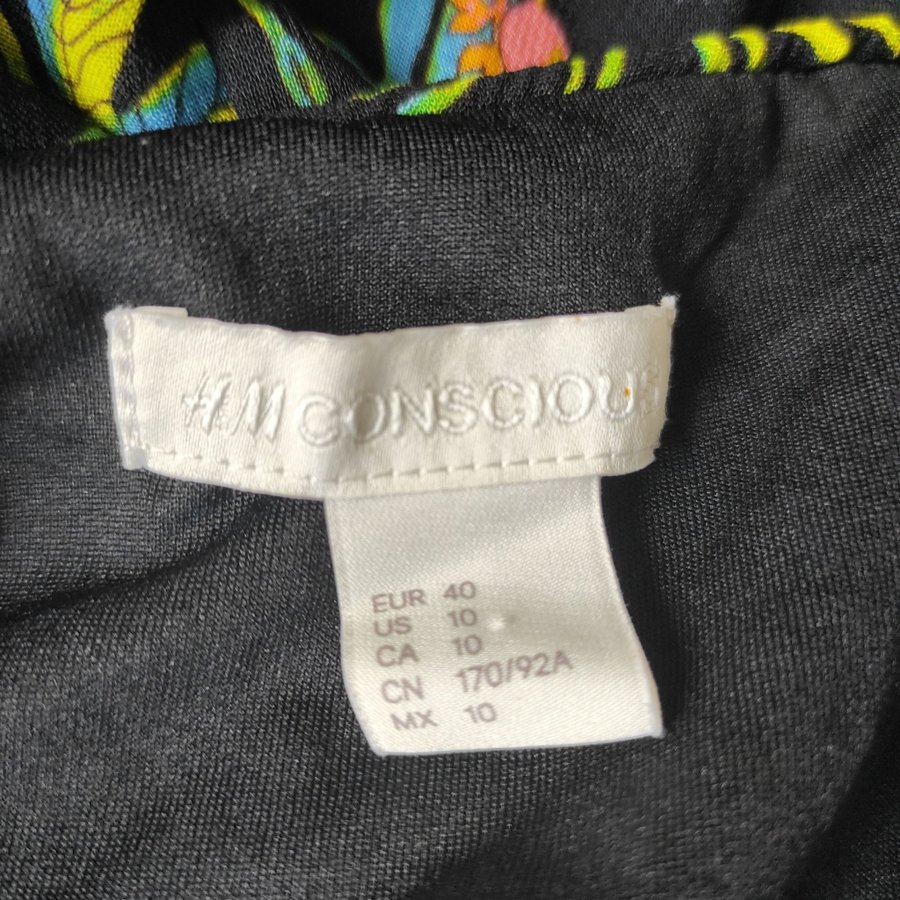 H&M CONSCIOUS
EUR 40
US 10
CA 10
CN 170/92A
MX 10